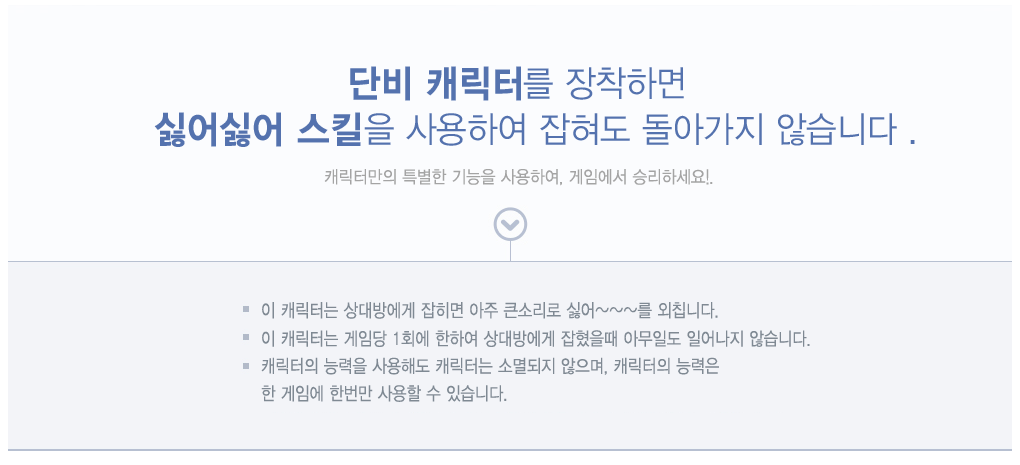 단비 캐릭터를 장착하면
싫어싫어 스킬을 사용하여 잡혀도 돌아가지 않습니다 .
캐릭터만의 특별한 기능을 사용하여, 게임에서 승리하세요!.
이 캐릭터는 상대방에게 잡히면 아주 큰소리로 싫어~~~를 외칩니다.
이 캐릭터는 게임당 1회에 한하여 상대방에게 잡혔을때 아무일도 일어나지 않습니다.
캐릭터의 능력을 사용해도 캐릭터는 소멸되지 않으며, 캐릭터의 능력은
한 게임에 한번만 사용할 수 있습니다.